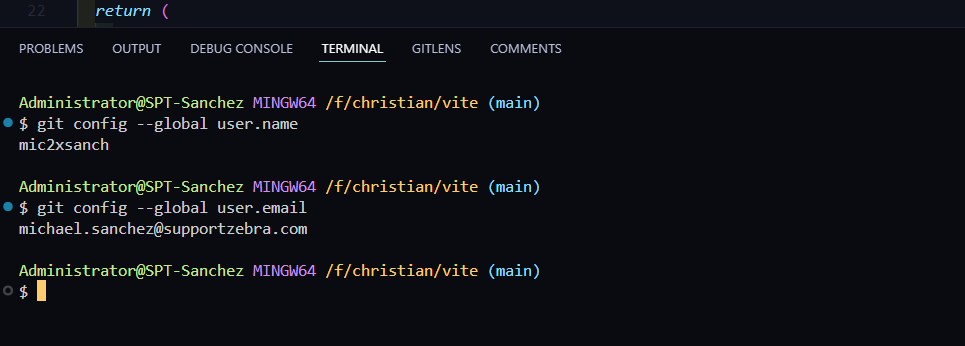 22 return (
PROBLEMS OUTPUT DEBUG CONSOLE TERMINAL GITLENS COMMENTS
Administrator@SPT-Sanchez MINGW64 /f/christian/vite (main)
$ git config --global user.name
mic2xsanch
Administrator@SPT-Sanchez MINGW64 /f/christian/vite (main)
$ git config --global user.email
michael.sanchez@supportzebra.com
Administrator@SPT-Sanchez MINGW64 /f/christian/vite (main)
$